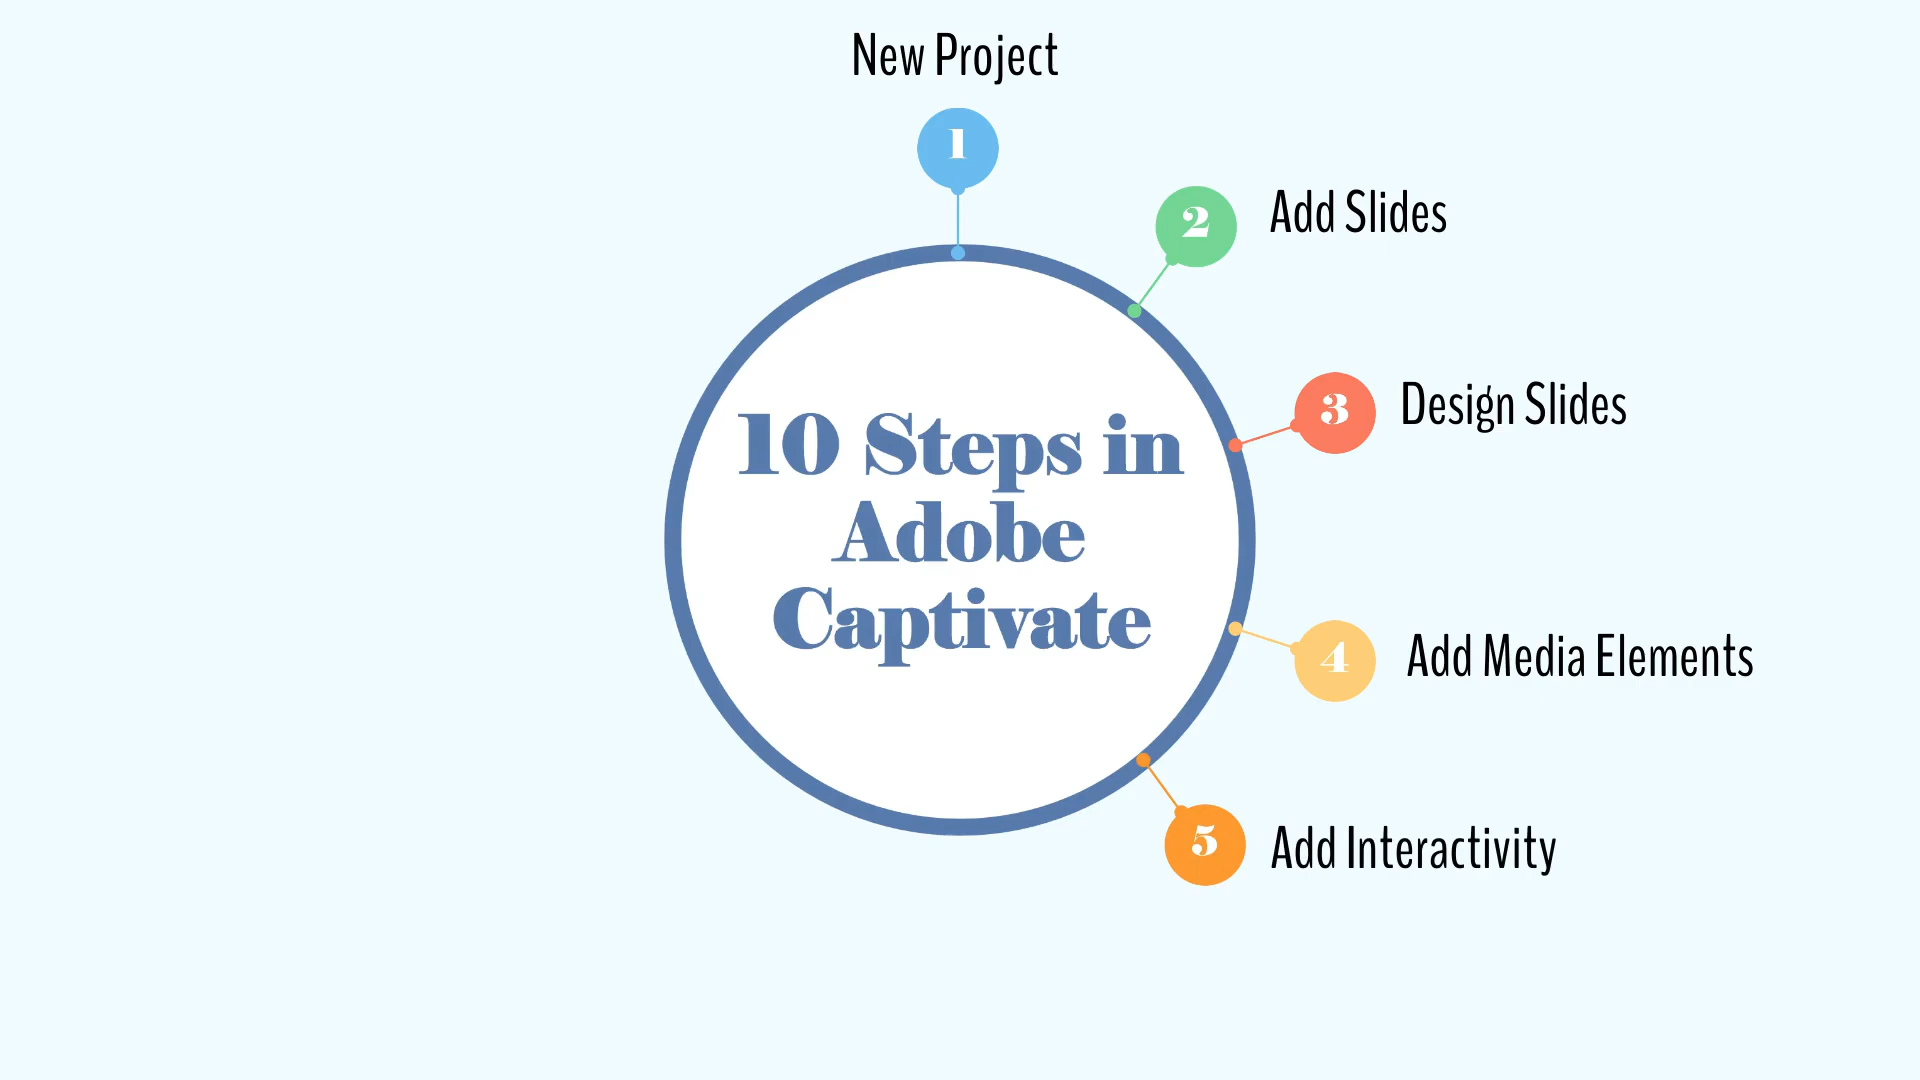 New Project
1
2
Add Slides
3
Design Slides
10 Steps in
Adobe
Captivate
4
Add Media Elements
5
Add Interactivity